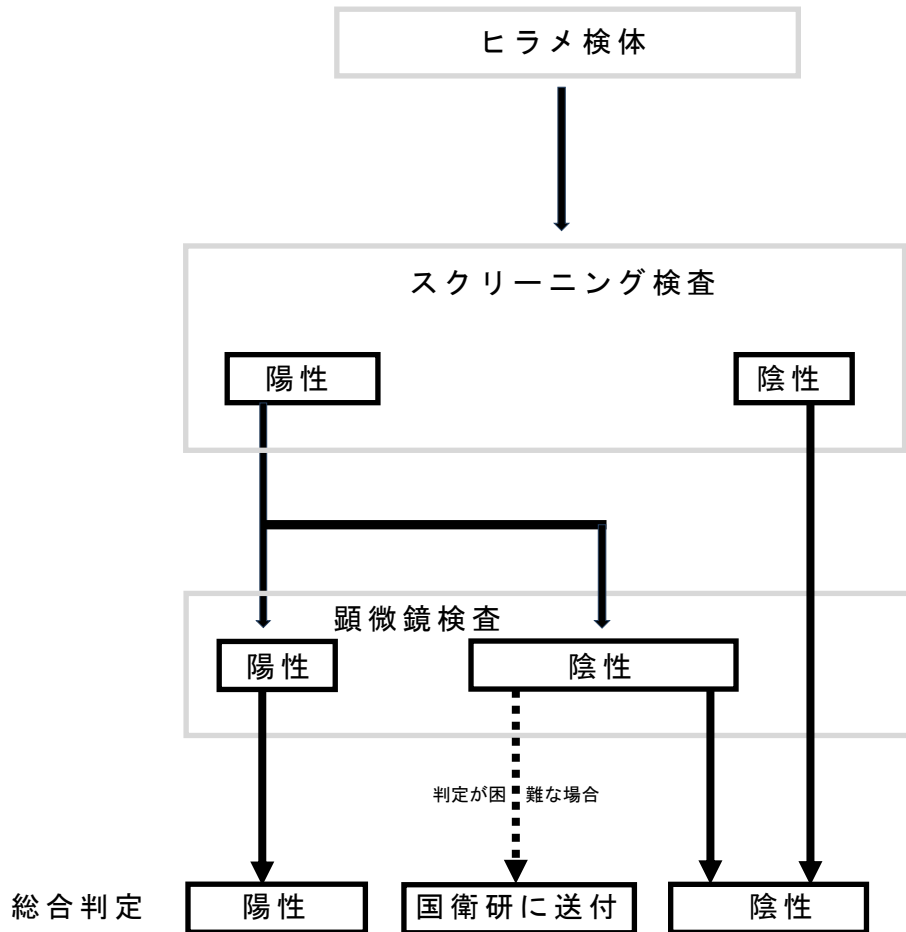 ヒラメ検体
スクリーニング検査
陽性
陰性
顕微鏡検査
陽性
陰性
判定が困難な場合
総合判定
陽性
国衛研に送付
陰性